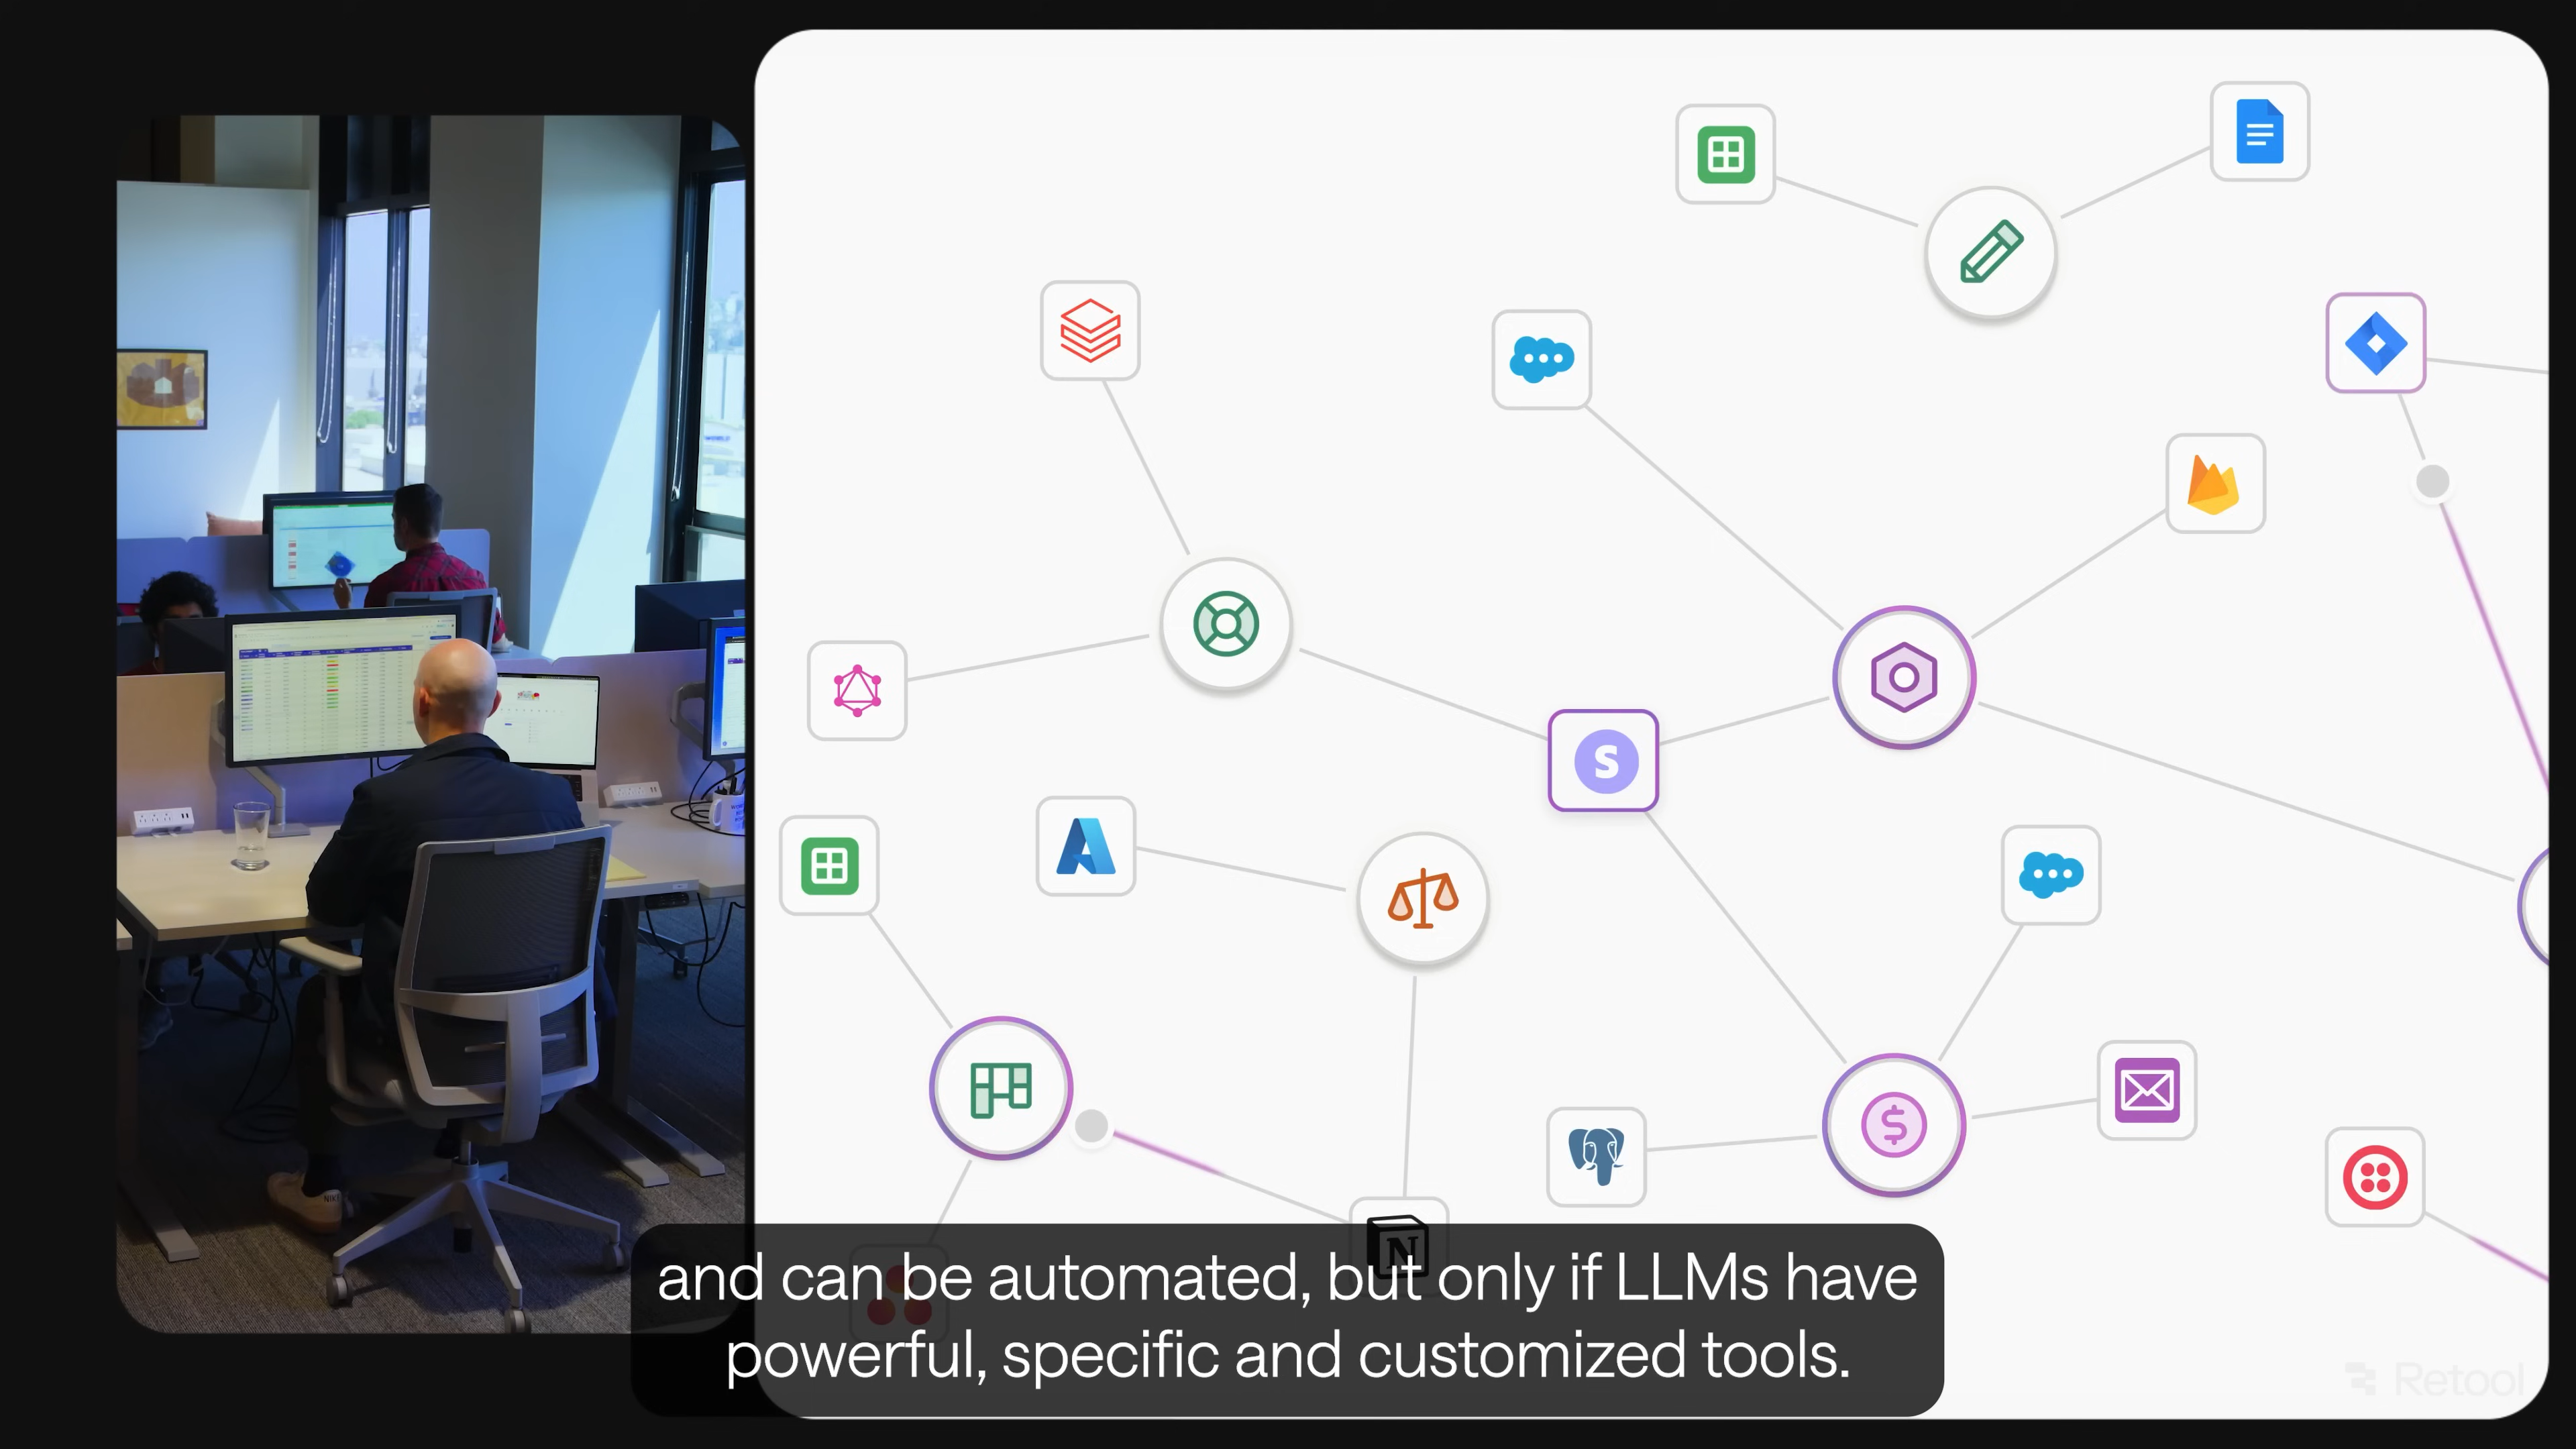 S
N
and can be automated, but only if LLMs have
powerful, specific and customized tools.
Retool